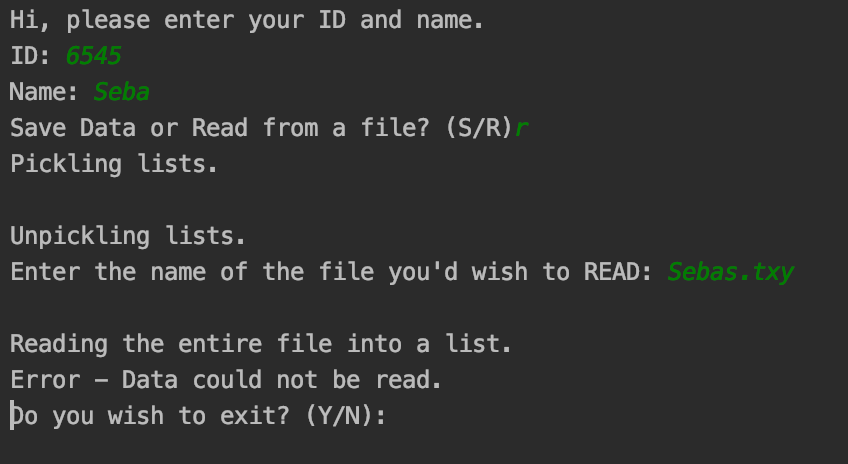 Hi, please enter your ID and name.
ID: 6545
Name: Seba
Save Data or Read from a file? (S/R)r
Pickling lists.
Unpickling lists.
Enter the name of the file you'd wish to READ: Sebas.txy
Reading the entire file into a list.
Error – Data could not be read.
Do you wish to exit? (Y/N):